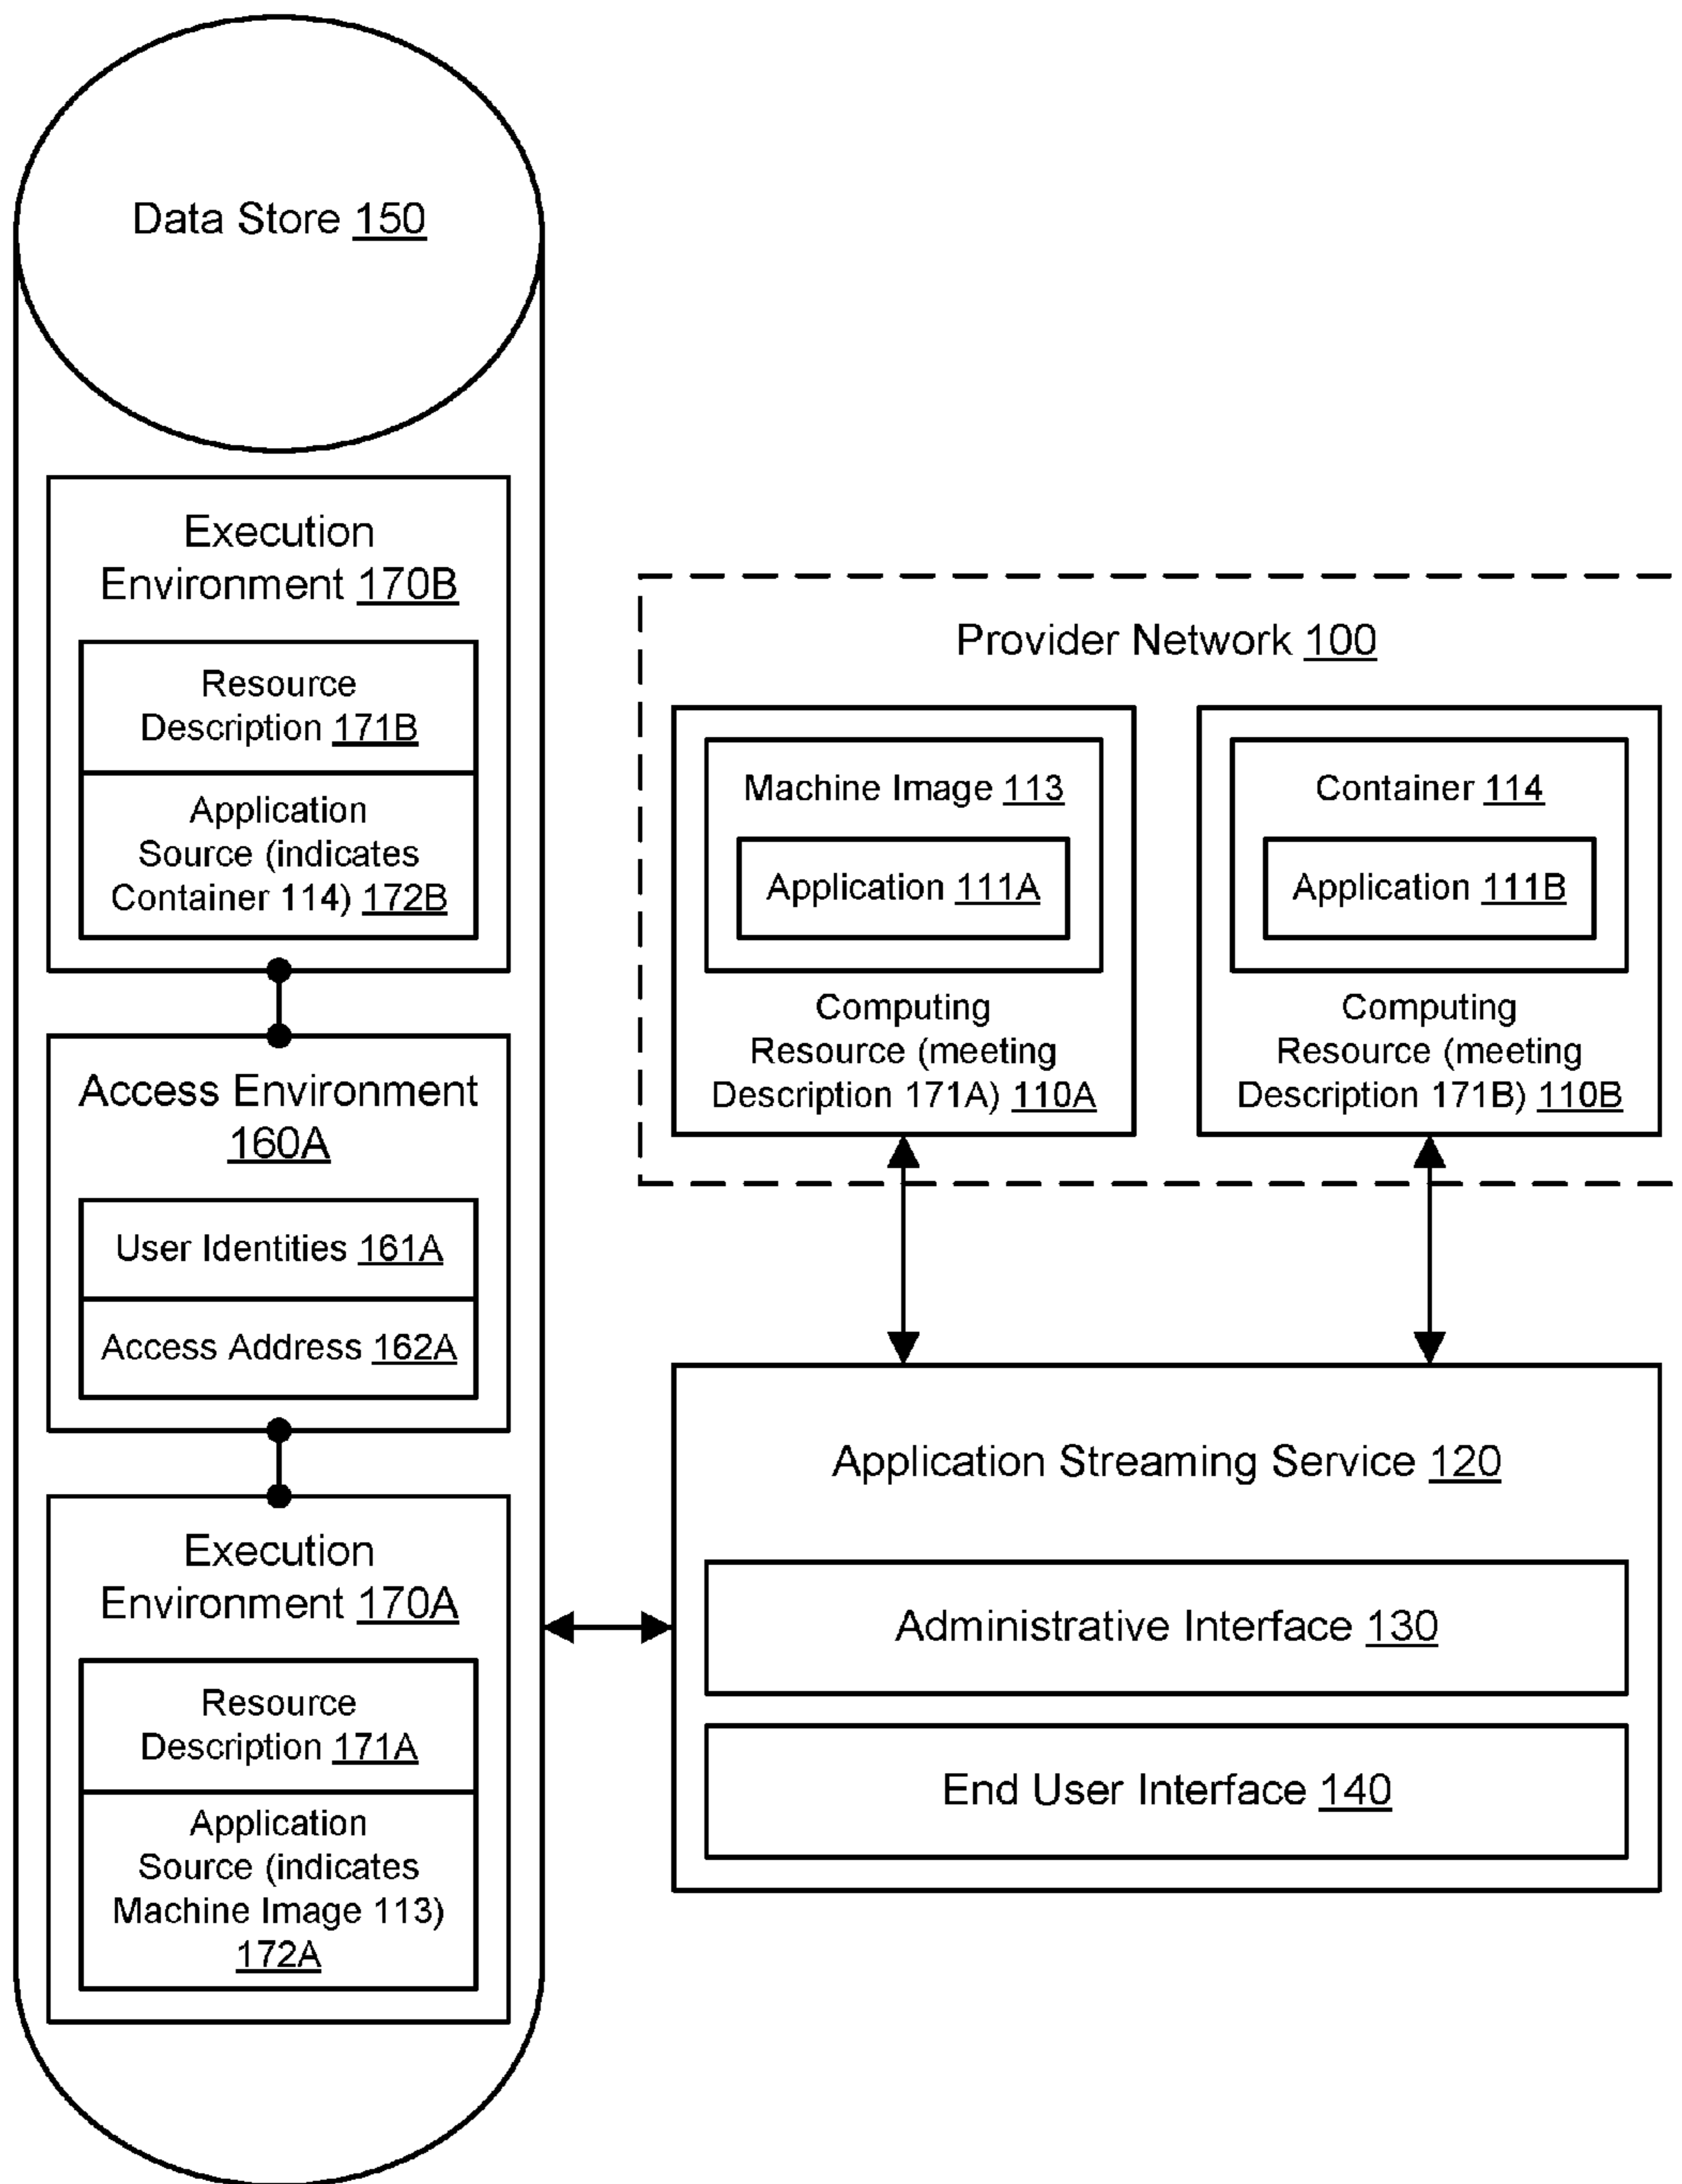 Data Store 150
Execution
Environment 170B
Resource
Description 171B
Application
Source (indicates
Container 114) 172B
Access Environment
160A
User Identities 161A
Access Address 162A
Execution
Environment 170A
Resource
Description 171A
Application
Source (indicates
Machine Image 113)
172A
Provider Network 100
Machine Image 113
Application 111A
Computing
Resource (meeting
Description 171A) 110A
Container 114
Application 111B
Computing
Resource (meeting
Description 171B) 110B
Application Streaming Service 120
Administrative Interface 130
End User Interface 140